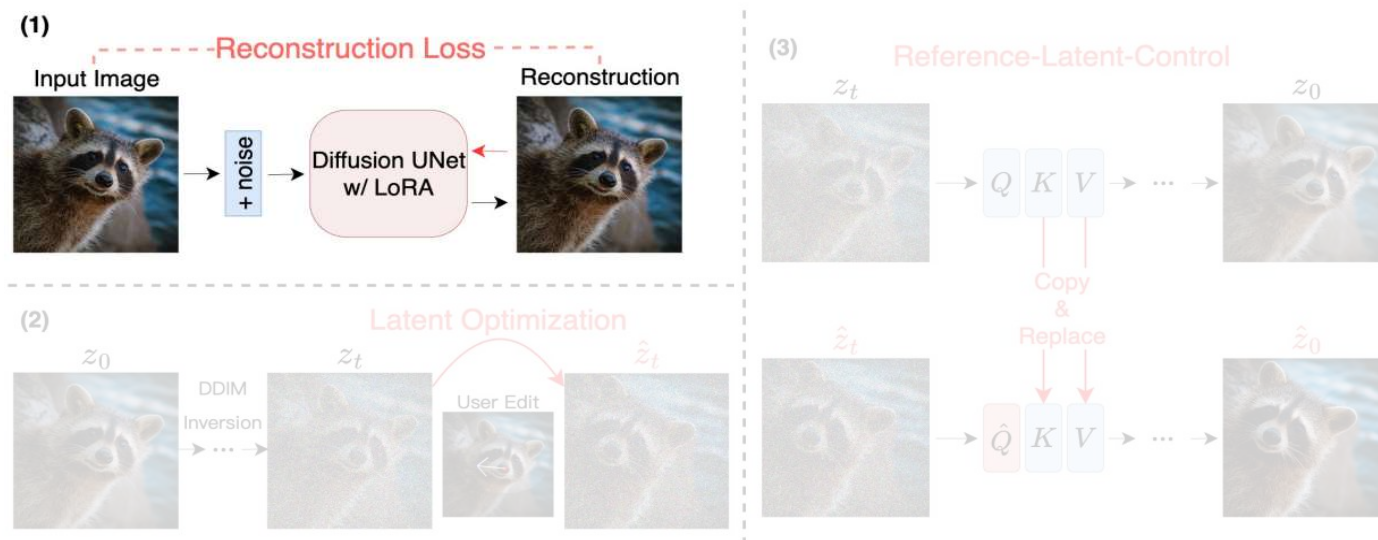 (1)
Reconstruction Loss
Input Image
Reconstruction
+ noise
Diffusion UNet
w/ LoRA
(2)
Latent Optimization
z_0
z_t
ẑ_t
DDIM
Inversion
...
User Edit
(3)
Reference-Latent-Control
z_t
z_0
Q K V ...
Copy
&
Replace
ẑ_t
ẑ_0
Q̂ K V ...